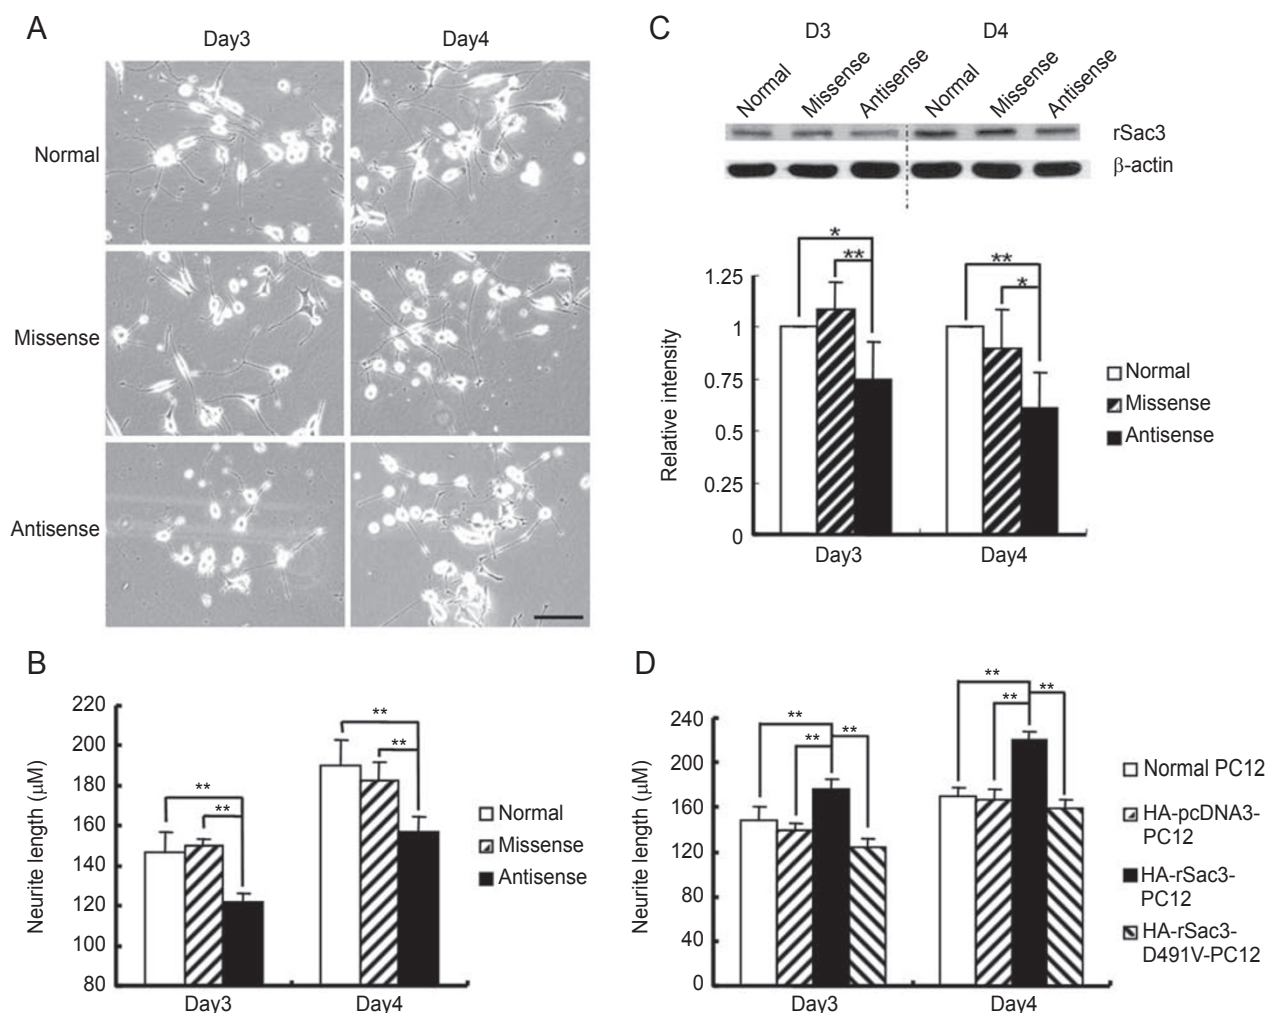 A
Day3 Day4
Normal
Missense
Antisense
B
220
200
180
160
140
120
100
80
Neurite length (μM)
** ** ** **
Day3 Day4
Normal
Missense
Antisense
C
D3 D4
Normal Missense Antisense Normal Missense Antisense
rSac3
β-actin
1.25
1
0.75
0.5
0.25
0
Relative intensity
* ** ** *
Day3 Day4
Normal
Missense
Antisense
D
240
200
160
120
80
40
0
Neurite length (μM)
** ** ** ** ** **
Day3 Day4
Normal PC12
HA-pcDNA3-
PC12
HA-rSac3-
PC12
HA-rSac3-
D491V-PC12